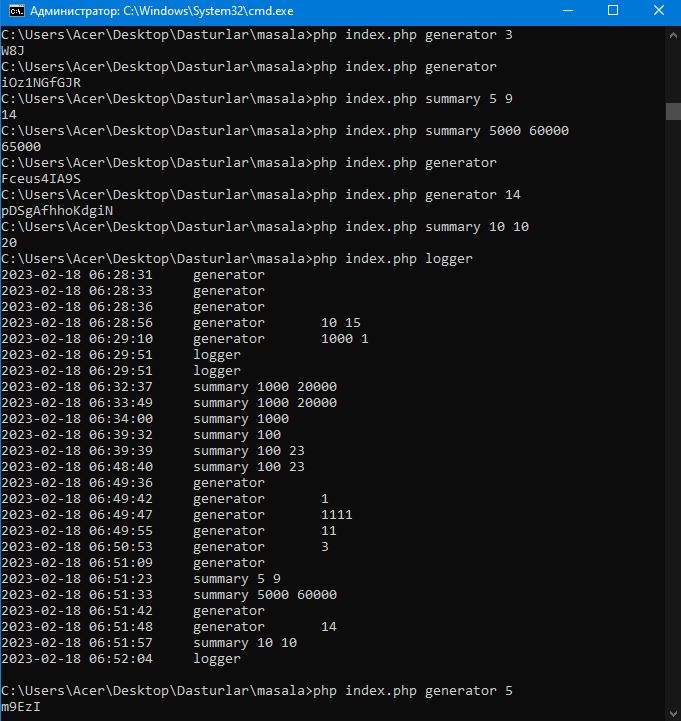 Администратор: C:\Windows\System32\cmd.exe
C:\Users\Acer\Desktop\Dasturlar\masala>php index.php generator 3
W8J
C:\Users\Acer\Desktop\Dasturlar\masala>php index.php generator
iOz1NGfGJR
C:\Users\Acer\Desktop\Dasturlar\masala>php index.php summary 5 9
14
C:\Users\Acer\Desktop\Dasturlar\masala>php index.php summary 5000 60000
65000
C:\Users\Acer\Desktop\Dasturlar\masala>php index.php generator
Fceus4IA9S
C:\Users\Acer\Desktop\Dasturlar\masala>php index.php generator 14
pDSgAfhhoKdgiN
C:\Users\Acer\Desktop\Dasturlar\masala>php index.php summary 10 10
20
C:\Users\Acer\Desktop\Dasturlar\masala>php index.php logger
2023-02-18 06:28:31 generator
2023-02-18 06:28:33 generator
2023-02-18 06:28:36 generator
2023-02-18 06:28:56 generator 10 15
2023-02-18 06:29:10 generator 1000 1
2023-02-18 06:29:51 logger
2023-02-18 06:29:51 logger
2023-02-18 06:32:37 summary 1000 20000
2023-02-18 06:33:49 summary 1000 20000
2023-02-18 06:34:00 summary 1000
2023-02-18 06:39:32 summary 100
2023-02-18 06:39:39 summary 100 23
2023-02-18 06:48:40 summary 100 23
2023-02-18 06:49:36 generator
2023-02-18 06:49:42 generator 1
2023-02-18 06:49:47 generator 1111
2023-02-18 06:49:55 generator 11
2023-02-18 06:50:53 generator 3
2023-02-18 06:51:09 generator
2023-02-18 06:51:23 summary 5 9
2023-02-18 06:51:33 summary 5000 60000
2023-02-18 06:51:42 generator
2023-02-18 06:51:48 generator 14
2023-02-18 06:51:57 summary 10 10
2023-02-18 06:52:04 logger
C:\Users\Acer\Desktop\Dasturlar\masala>php index.php generator 5
m9EzI